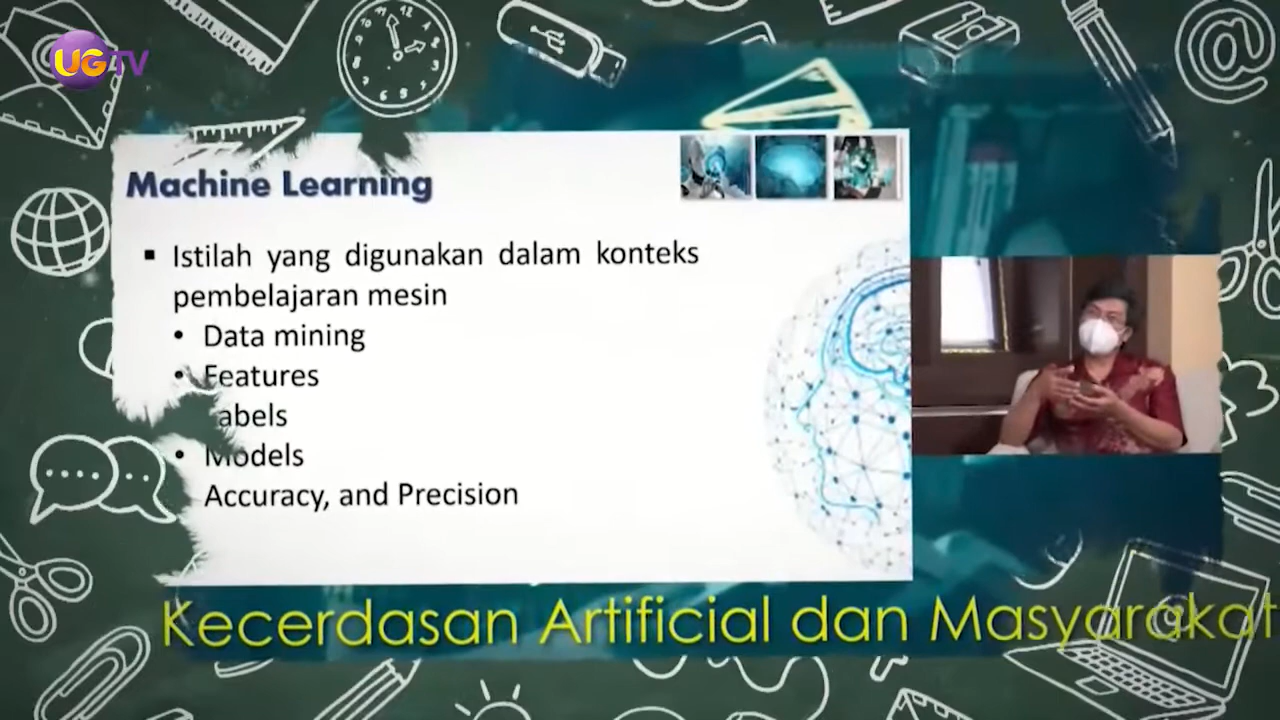 UGTV
Machine Learning
▪ Istilah yang digunakan dalam konteks
pembelajaran mesin
• Data mining
• Features
abels
• Models
Accuracy, and Precision
Kecerdasan Artificial dan Masyarakat